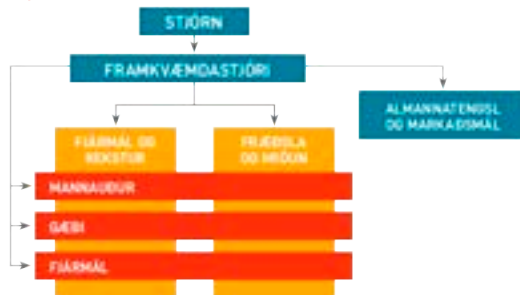 STJÓRN
FRAMKVÆMDASTJÓRI
ALMANNATENGSL
OG MARKAÐSMÁL
FJÁRMÁL OG
REKSTUR
FRÆÐSLA
OG MIÐLUN
MANNAUÐUR
GÆÐI
FJÁRMÁL